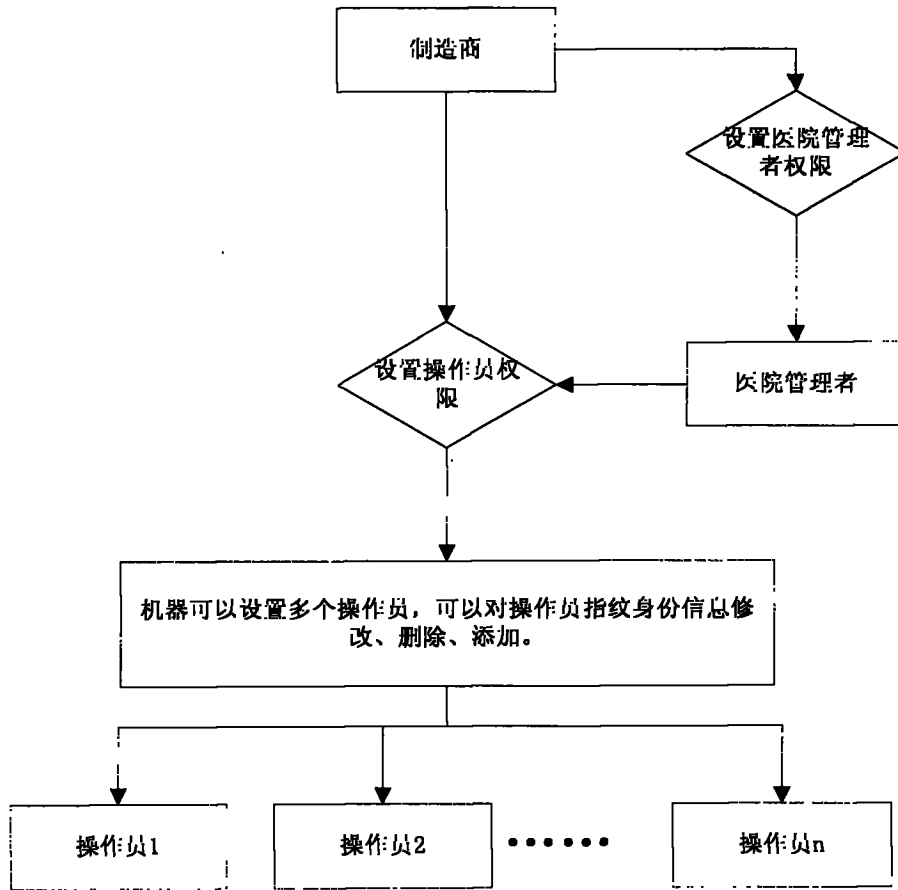 制造商
设置医院管理
者权限
设置操作员权
限
医院管理者
机器可以设置多个操作员，可以对操作员指纹身份信息修
改、删除、添加。
操作员1
操作员2
••••••
操作员n